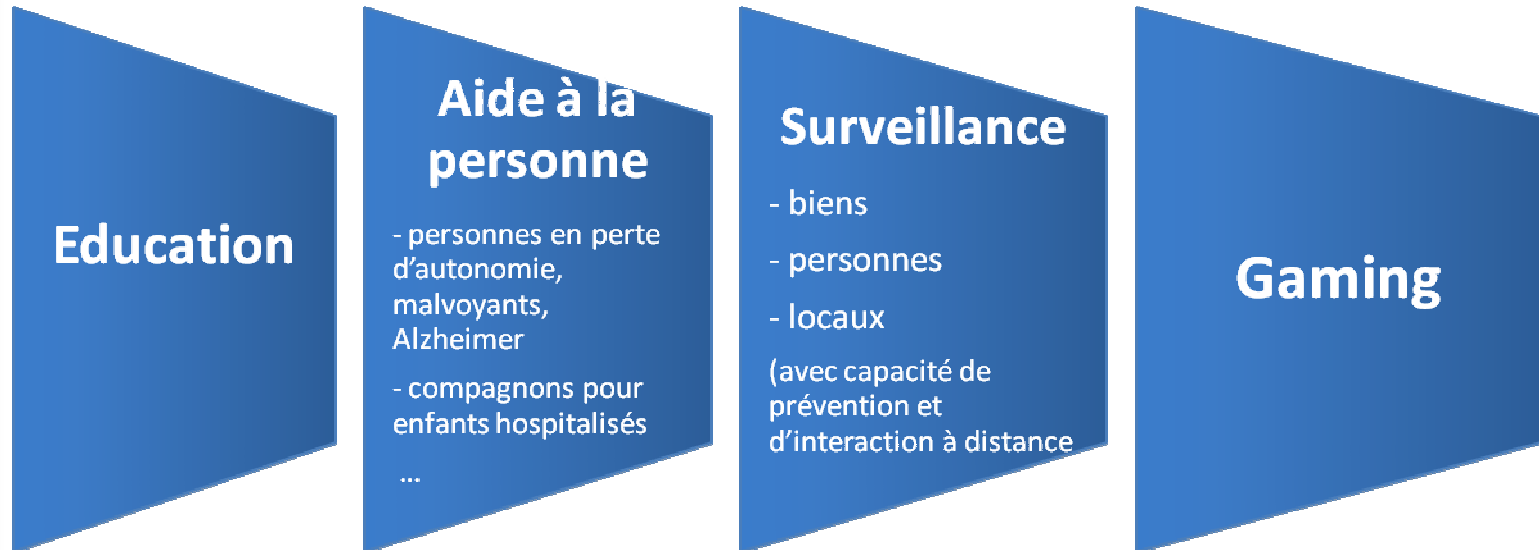 Education
Aide à la
personne
- personnes en perte
d'autonomie,
malvoyants,
Alzheimer
- compagnons pour
enfants hospitalisés
...
Surveillance
- biens
- personnes
- locaux
(avec capacité de
prévention et
d'interaction à distance
Gaming